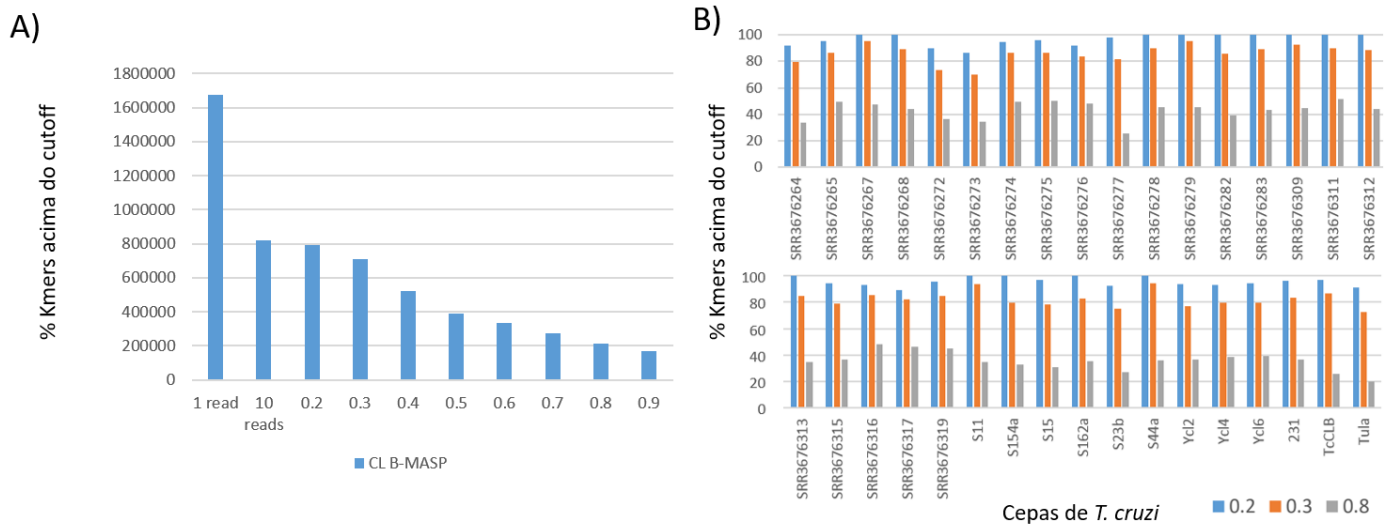 A)
% Kmers acima do cutoff
1800000
1600000
1400000
1200000
1000000
800000
600000
400000
200000
0
1 read
10 reads
0.2
0.3
0.4
0.5
0.6
0.7
0.8
0.9
CL B-MASP
B)
% Kmers acima do cutoff
100
80
60
40
20
0
SRR3676264
SRR3676265
SRR3676267
SRR3676268
SRR3676272
SRR3676273
SRR3676274
SRR3676275
SRR3676276
SRR3676277
SRR3676278
SRR3676279
SRR3676282
SRR3676283
SRR3676309
SRR3676311
SRR3676312
100
80
60
40
20
0
SRR3676313
SRR3676315
SRR3676316
SRR3676317
SRR3676319
S11
S154a
S15
S162a
S23b
S44a
Ycl2
Ycl4
Ycl6
231
TcCLB
Tula
Cepas de T. cruzi
0.2
0.3
0.8